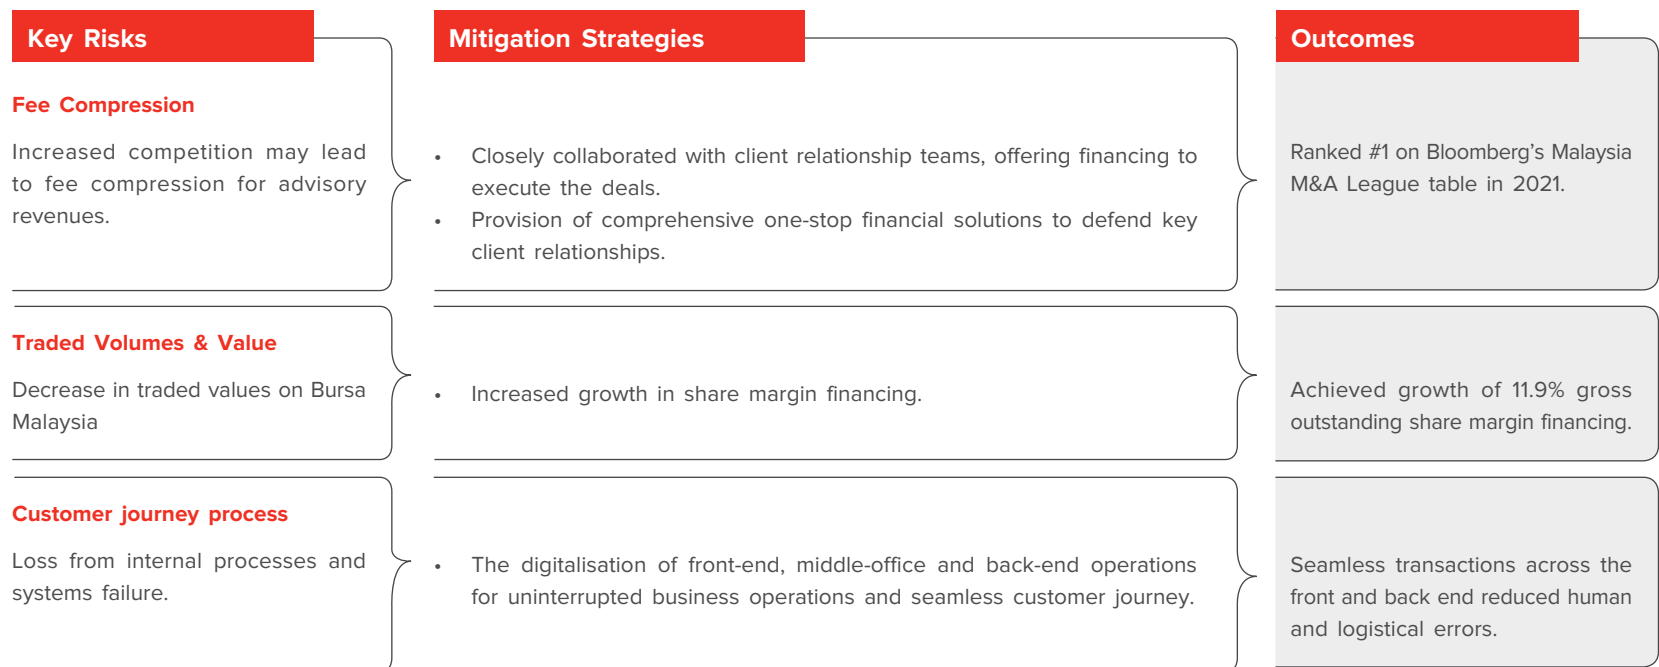 Key Risks
Mitigation Strategies
Outcomes
Fee Compression
Increased competition may lead
to fee compression for advisory
revenues.
• Closely collaborated with client relationship teams, offering financing to
execute the deals.
• Provision of comprehensive one-stop financial solutions to defend key
client relationships.
Ranked #1 on Bloomberg’s Malaysia
M&A League table in 2021.
Traded Volumes & Value
Decrease in traded values on Bursa
Malaysia
• Increased growth in share margin financing.
Achieved growth of 11.9% gross
outstanding share margin financing.
Customer journey process
Loss from internal processes and
systems failure.
• The digitalisation of front-end, middle-office and back-end operations
for uninterrupted business operations and seamless customer journey.
Seamless transactions across the
front and back end reduced human
and logistical errors.